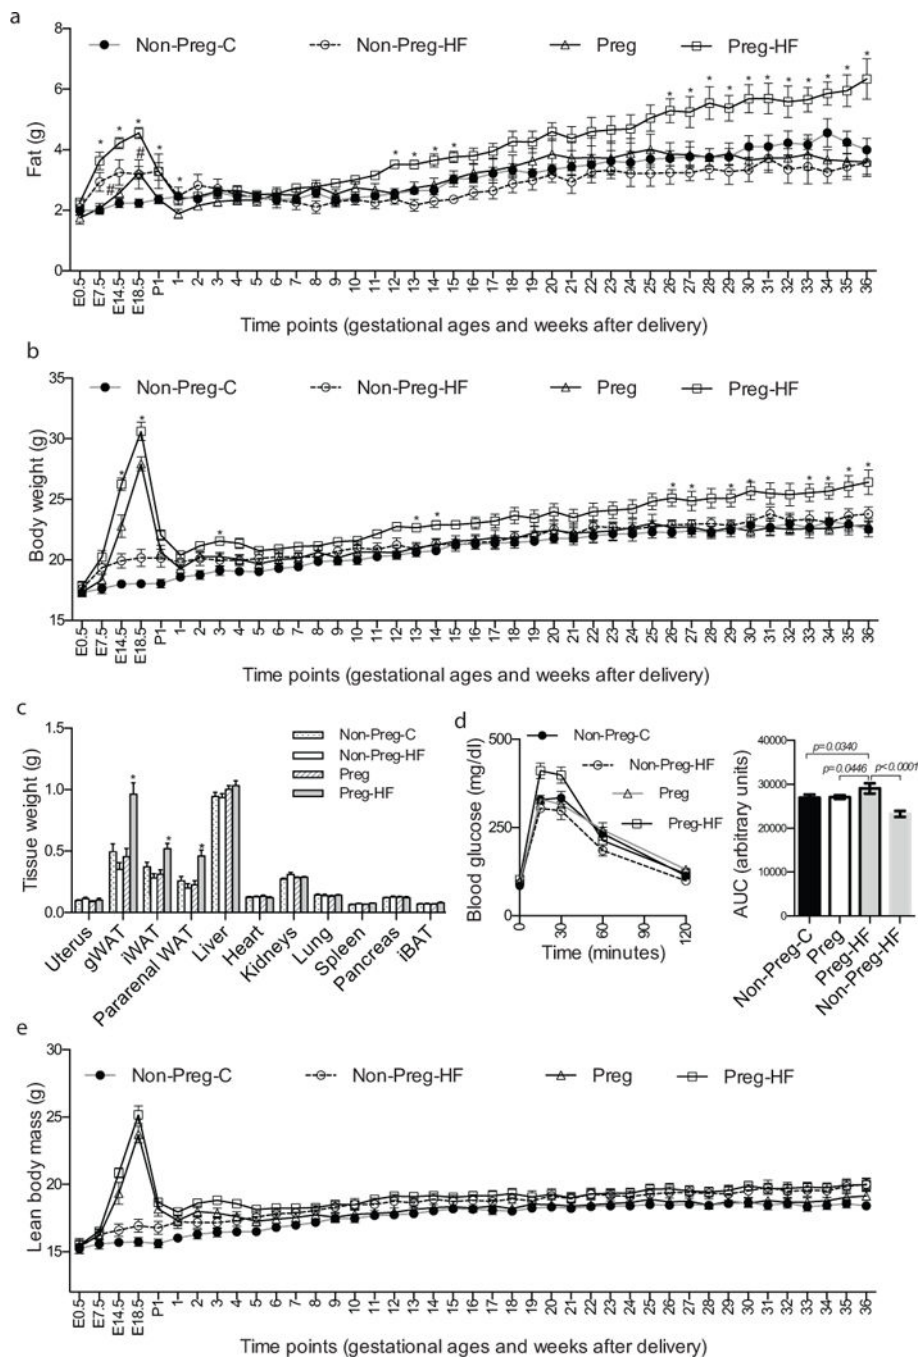 a
Non-Preg-C Non-Preg-HF Preg Preg-HF
Fat (g)
8
6
4
2
0
* * * * * * * * * * * * * * * * * * * * *
# #
E0.5 E7.5 E14.5 E18.5 P1 1 2 3 4 5 6 7 8 9 10 11 12 13 14 15 16 17 18 19 20 21 22 23 24 25 26 27 28 29 30 31 32 33 34 35 36
Time points (gestational ages and weeks after delivery)
b
Non-Preg-C Non-Preg-HF Preg Preg-HF
Body weight (g)
35
30
25
20
15
* * * * * * * * * * * * *
E0.5 E7.5 E14.5 E18.5 P1 1 2 3 4 5 6 7 8 9 10 11 12 13 14 15 16 17 18 19 20 21 22 23 24 25 26 27 28 29 30 31 32 33 34 35 36
Time points (gestational ages and weeks after delivery)
c
Tissue weight (g)
1.5
1.0
0.5
0.0
Non-Preg-C
Non-Preg-HF
Preg
Preg-HF
* * *
Uterus gWAT iWAT Pararenal WAT Liver Heart Kidneys Lung Spleen Pancreas iBAT
d
Blood glucose (mg/dl)
500
250
0
Non-Preg-C
Non-Preg-HF
Preg
Preg-HF
0 30 60 90 120
Time (minutes)
AUC (arbitrary units)
40000
30000
20000
10000
0
p=0.0340
p=0.0446 p<0.0001
Non-Preg-C Preg Preg-HF Non-Preg-HF
e
Non-Preg-C Non-Preg-HF Preg Preg-HF
Lean body mass (g)
30
25
20
15
E0.5 E7.5 E14.5 E18.5 P1 1 2 3 4 5 6 7 8 9 10 11 12 13 14 15 16 17 18 19 20 21 22 23 24 25 26 27 28 29 30 31 32 33 34 35 36
Time points (gestational ages and weeks after delivery)